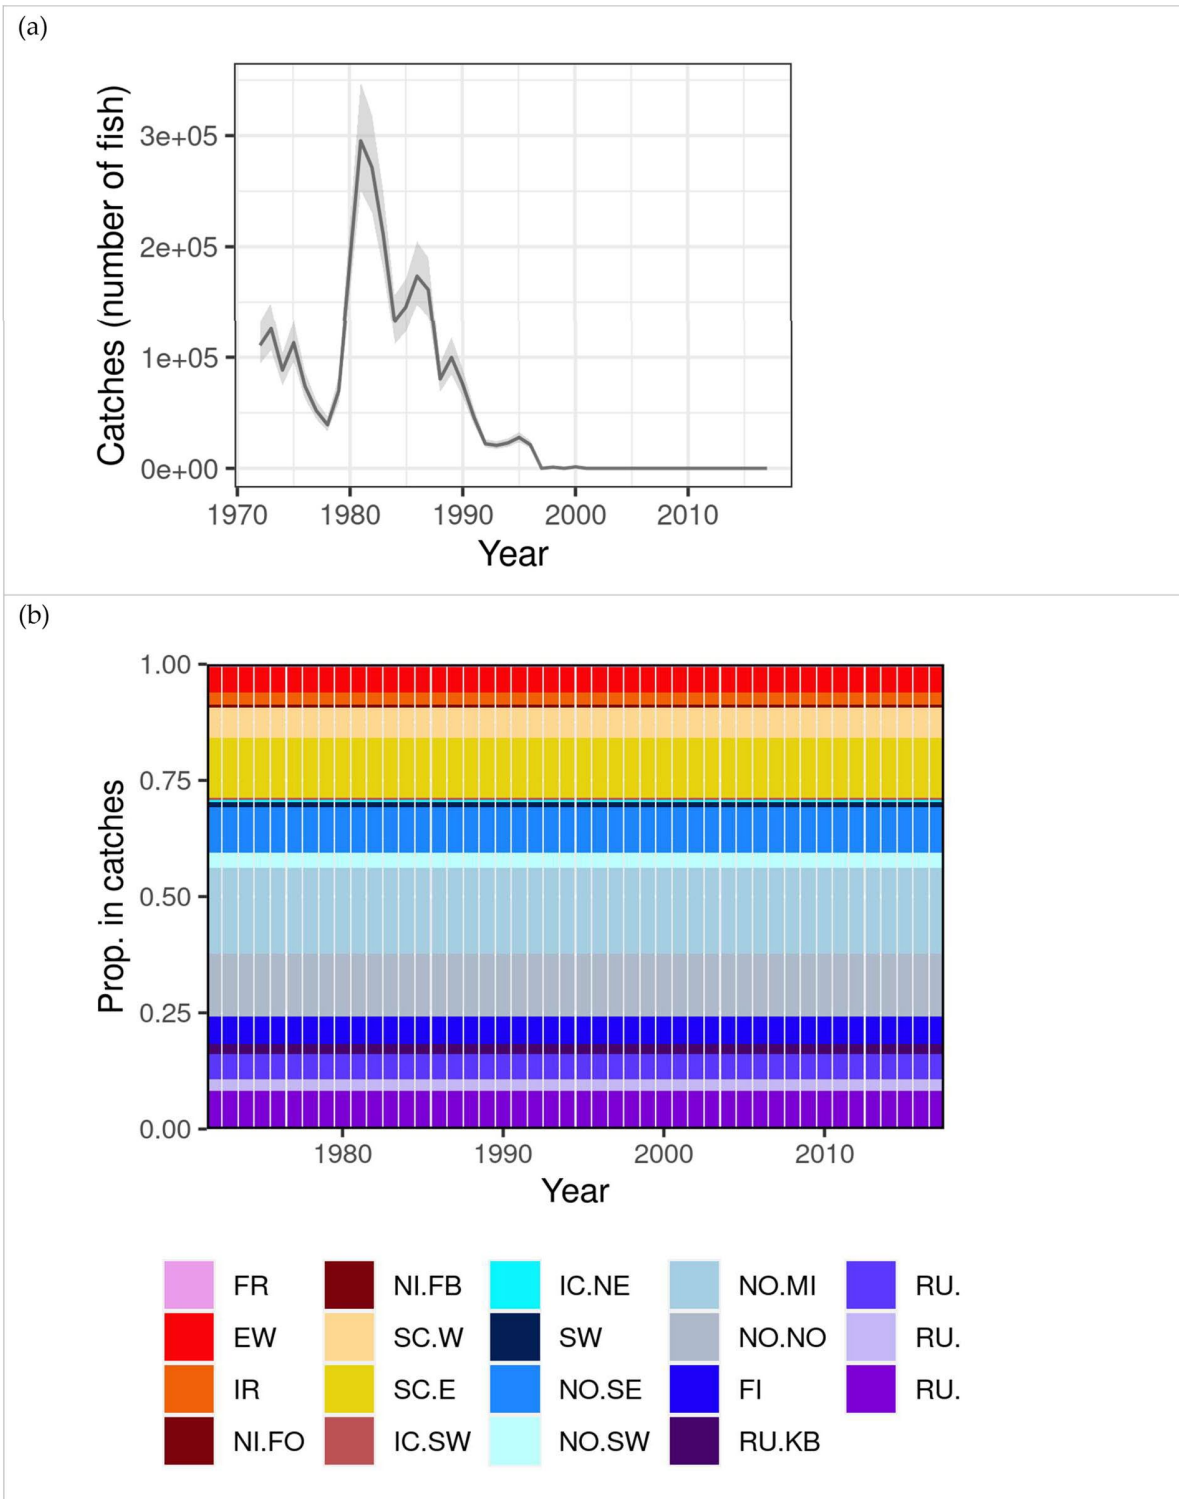 (a)
Catches (number of fish)
3e+05
2e+05
1e+05
0e+00
1970 1980 1990 2000 2010
Year
(b)
Prop. in catches
1.00
0.75
0.50
0.25
0.00
1980 1990 2000 2010
Year
FR NI.FB IC.NE NO.MI RU.
EW SC.W SW NO.NO RU.
IR SC.E NO.SE FI RU.
NI.FO IC.SW NO.SW RU.KB